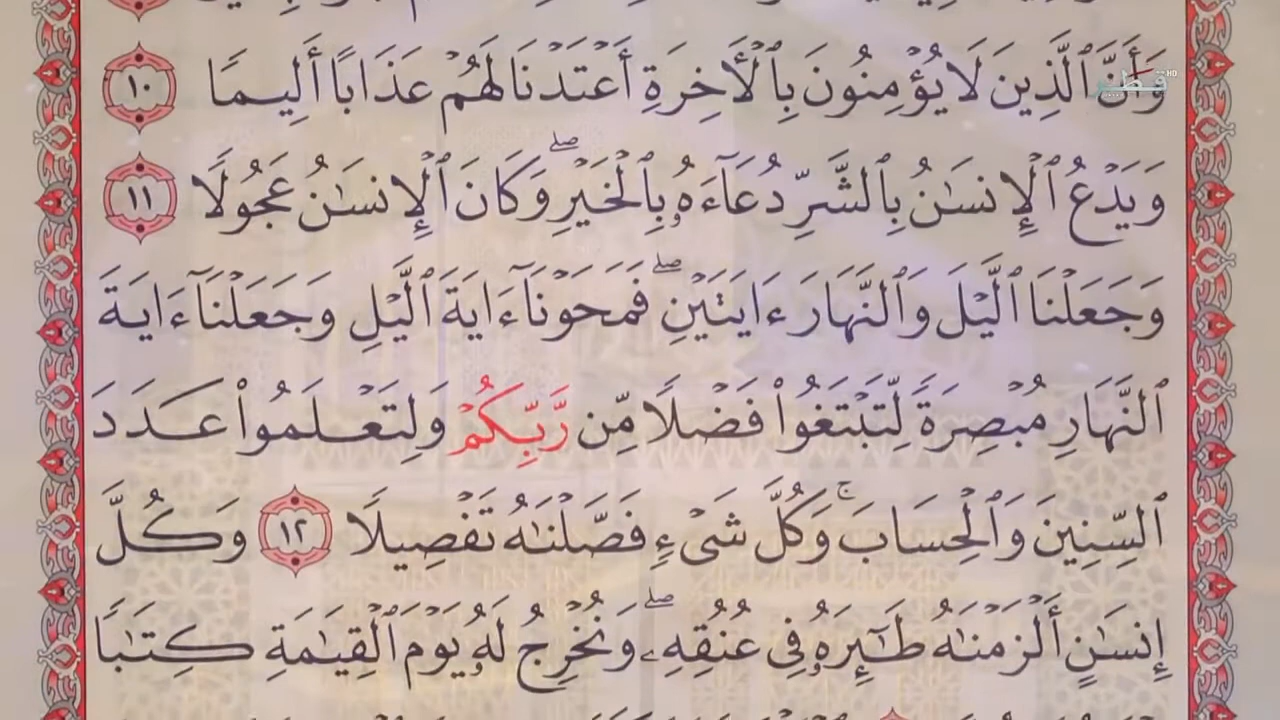 وَأَنَّ ٱلَّذِينَ لَا يُؤۡمِنُونَ بِٱلۡأَخِرَةِ أَعۡتَدۡنَا لَهُمۡ عَذَابًا أَلِيمًا ١٠
وَيَدۡعُ ٱلۡإِنسَٰنُ بِٱلشَّرِّ دُعَآءَهُۥ بِٱلۡخَيۡرِۖ وَكَانَ ٱلۡإِنسَٰنُ عَجُولًا ١١
وَجَعَلۡنَا ٱلَّيۡلَ وَٱلنَّهَارَ ءَايَتَيۡنِۖ فَمَحَوۡنَآ ءَايَةَ ٱلَّيۡلِ وَجَعَلۡنَآ ءَايَةَ
ٱلنَّهَارِ مُبۡصِرَةً لِّتَبۡتَغُواْ فَضۡلًا مِّن رَّبِّكُمۡ وَلِتَعۡلَمُواْ عَدَدَ
ٱلسِّنِينَ وَٱلۡحِسَابَۚ وَكُلَّ شَيۡءٍ فَصَّلۡنَٰهُ تَفۡصِيلًا ١٢ وَكُلَّ
إِنسَٰنٍ أَلۡزَمۡنَٰهُ طَٰٓئِرَهُۥ فِي عُنُقِهِۦۖ وَنُخۡرِجُ لَهُۥ يَوۡمَ ٱلۡقِيَٰمَةِ كِتَٰبًا